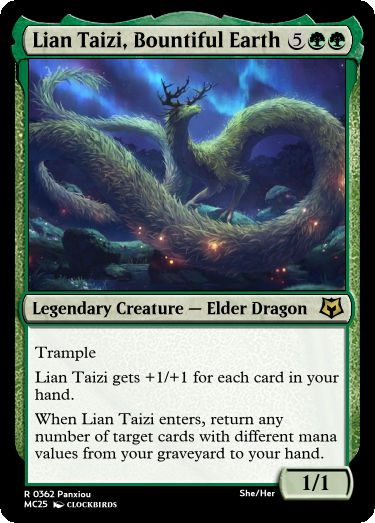 Lian Taizi, Bountiful Earth 5
Legendary Creature — Elder Dragon
Trample
Lian Taizi gets +1/+1 for each card in your
hand.
When Lian Taizi enters, return any
number of target cards with different mana
values from your graveyard to your hand.
1/1
R 0362 Panxiou She/Her
MC25 CLOCKBIRDS